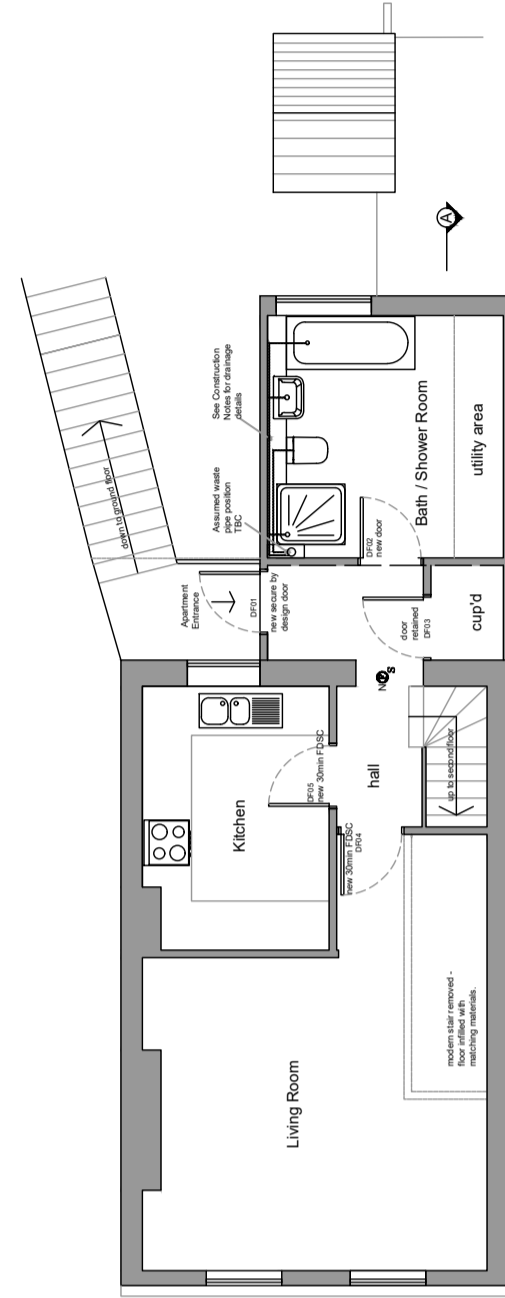 down to ground floor
See Construction
Notes for drainage
details
Assumed waste
pipe position
TBC
Apartment
Entrance
DF01
new secure by
design door
A
Bath / Shower Room
utility area
DF02
new door
door
retained
DF03
cup'd
S
hall
up to second floor
Kitchen
DF05
new 30min FDSC
new 30min FDSC
DF04
Living Room
modern stair removed -
floor infilled with
matching materials.